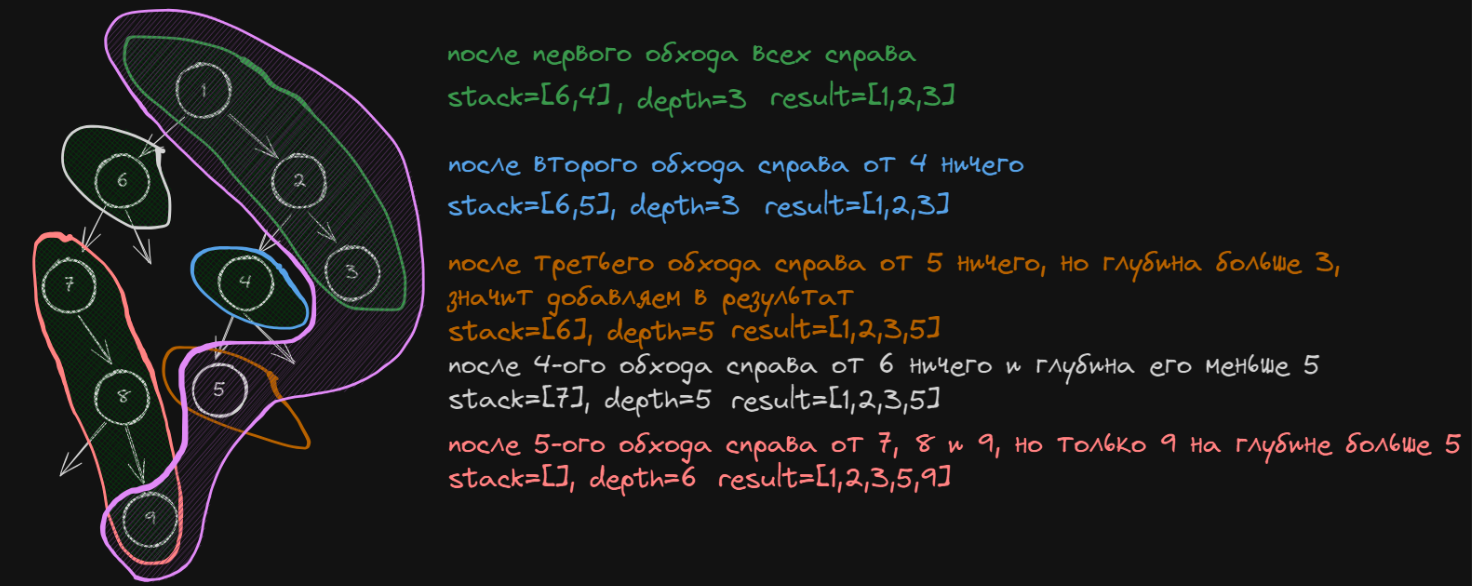 после первого обхода всех справа
stack=[6,4], depth=3 result=[1,2,3]
после второго обхода справа от 4 ничего
stack=[6,5], depth=3 result=[1,2,3]
после третьего обхода справа от 5 ничего, но глубина больше 3,
значит добавляем в результат
stack=[6], depth=5 result=[1,2,3,5]
после 4-ого обхода справа от 6 ничего и глубина его меньше 5
stack=[7], depth=5 result=[1,2,3,5]
после 5-ого обхода справа от 7, 8 и 9, но только 9 на глубине больше 5
stack=[], depth=6 result=[1,2,3,5,9]
1
6
2
7
4
3
8
5
9